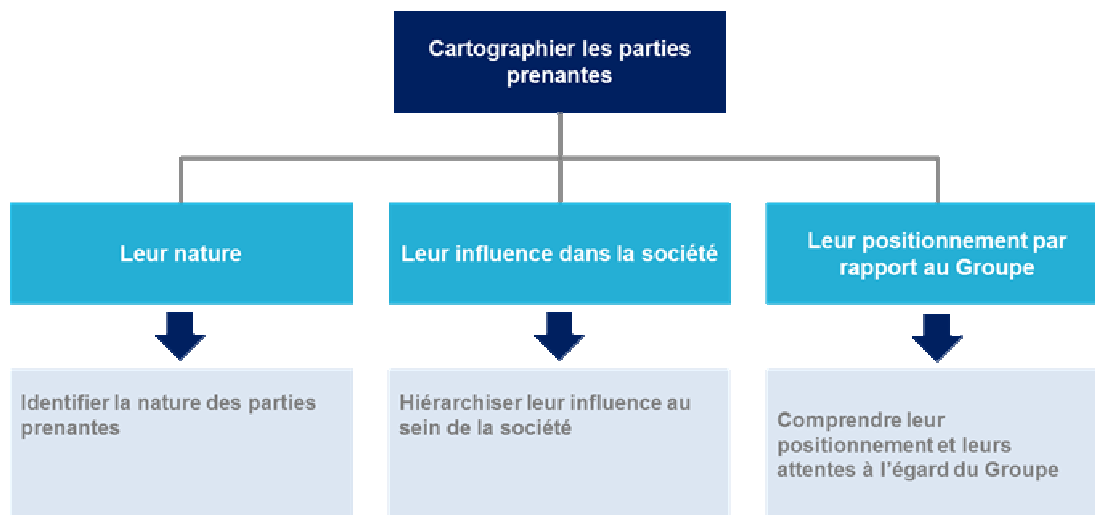 Cartographier les parties
prenantes
Leur nature
Leur influence dans la société
Leur positionnement par
rapport au Groupe
Identifier la nature des parties
prenantes
Hiérarchiser leur influence au
sein de la société
Comprendre leur
positionnement et leurs
attentes à l'égard du Groupe